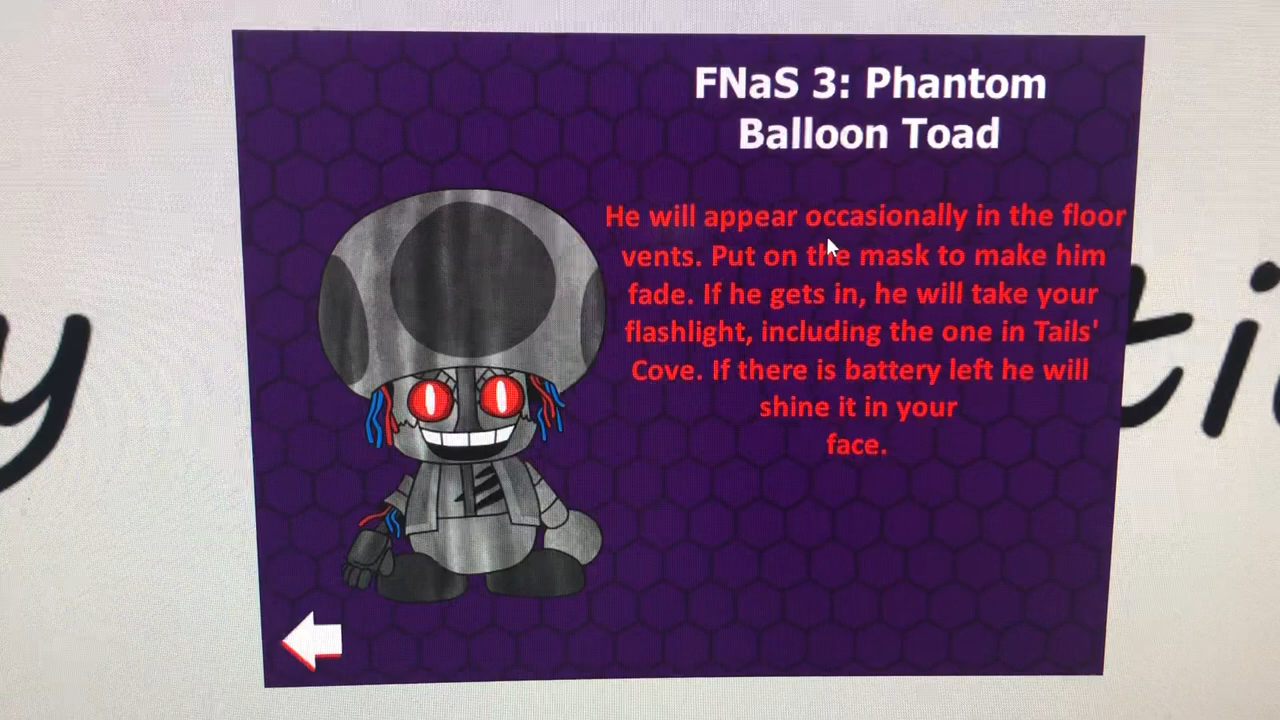 FNaS 3: Phantom
Balloon Toad
He will appear occasionally in the floor
vents. Put on the mask to make him
fade. If he gets in, he will take your
flashlight, including the one in Tails'
Cove. If there is battery left he will
shine it in your
face.
y
ti